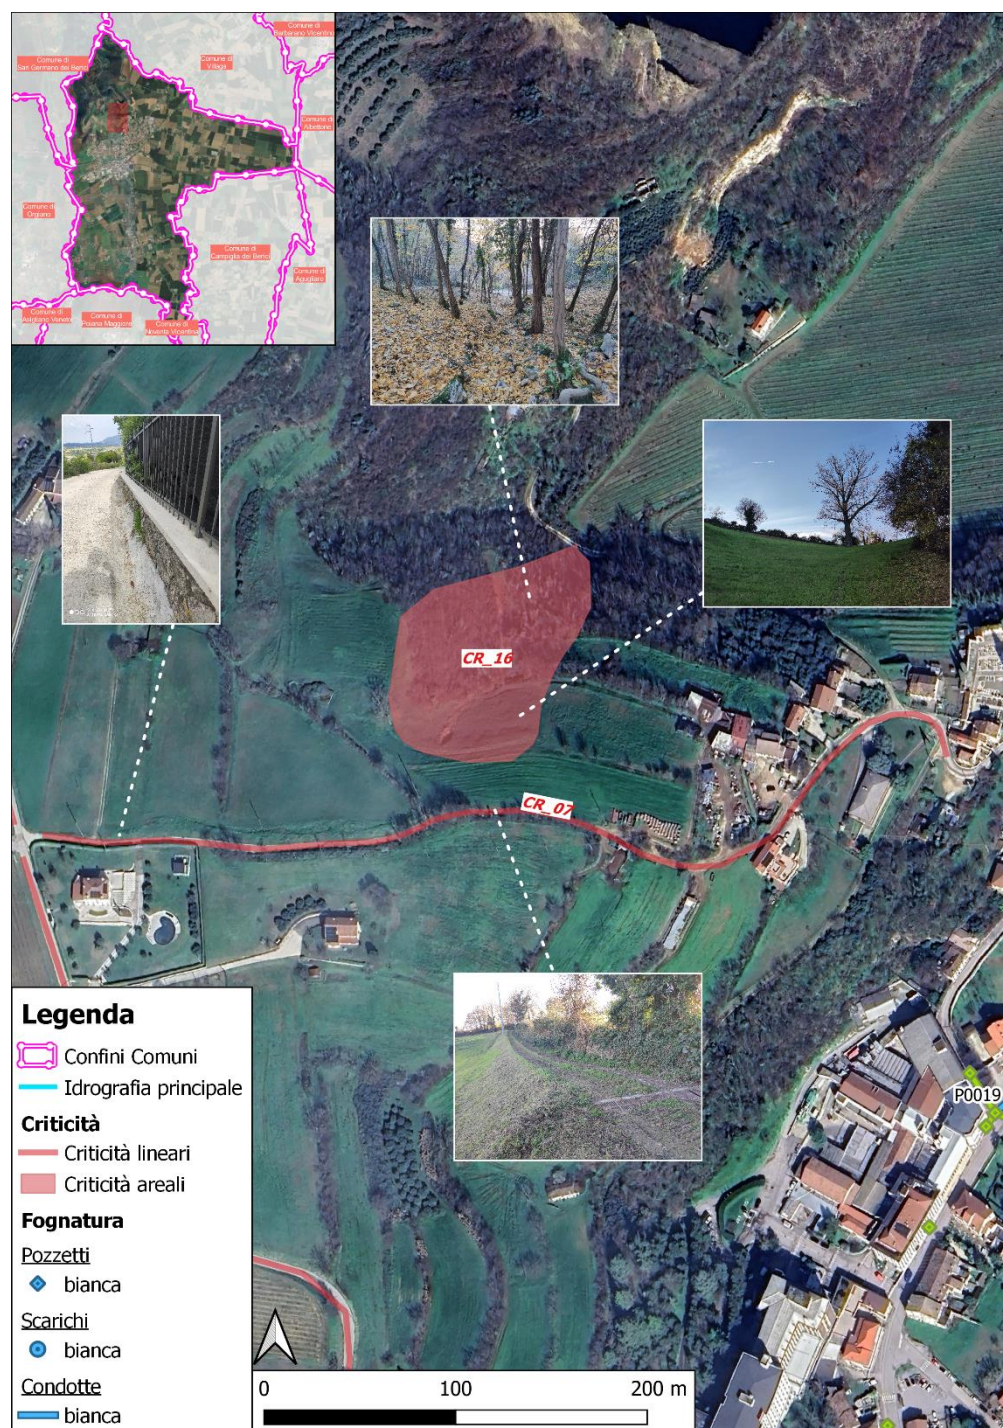 Comune di
Barbarano Vicentino
Comune di
San Germano dei Berici
Comune di
Villaga
Comune di
Albettone
Comune di
Orgiano
Comune di
Campiglia dei Berici
Comune di
Agugliaro
Comune di
Asigliano Veneto
Comune di
Poiana Maggiore
Comune di
Noventa Vicentina
CR_16
CR_07
P0019
Legenda
Confini Comuni
Idrografia principale
Criticità
Criticità lineari
Criticità areali
Fognatura
Pozzetti
bianca
Scarichi
bianca
Condotte
bianca
0 100 200 m